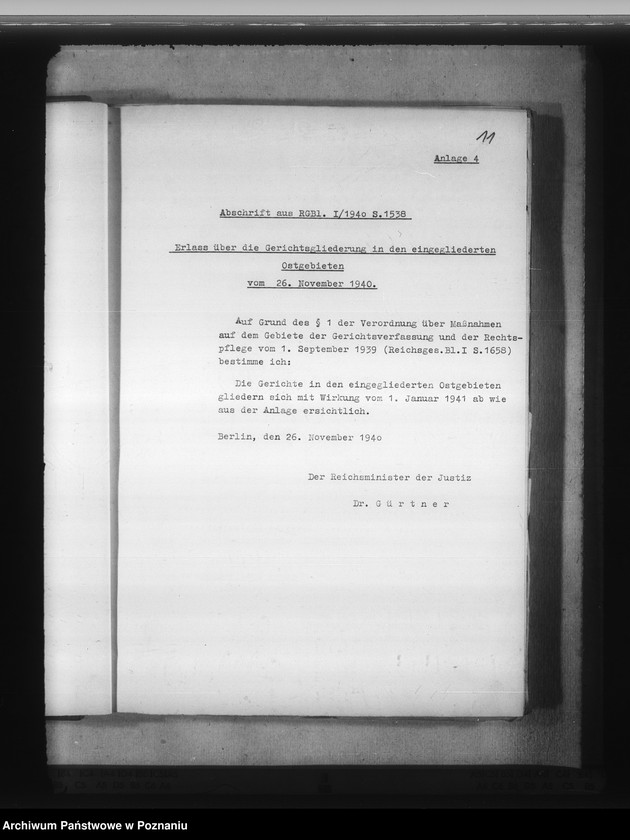 11
Anlage 4
Abschrift aus RGBl. I/194o S.1538
Erlass über die Gerichtsgliederung in den eingegliederten
Ostgebieten
vom 26. November 1940.
Auf Grund des § 1 der Verordnung über Maßnahmen
auf dem Gebiete der Gerichtsverfassung und der Rechts-
pflege vom 1. September 1939 (Reichsges.Bl.I S.1658)
bestimme ich:
Die Gerichte in den eingegliederten Ostgebieten
gliedern sich mit Wirkung vom 1. Januar 1941 ab wie
aus der Anlage ersichtlich.
Berlin, den 26. November 194o
Der Reichsminister der Justiz
Dr. G ü r t n e r
Archiwum Państwowe w Poznaniu